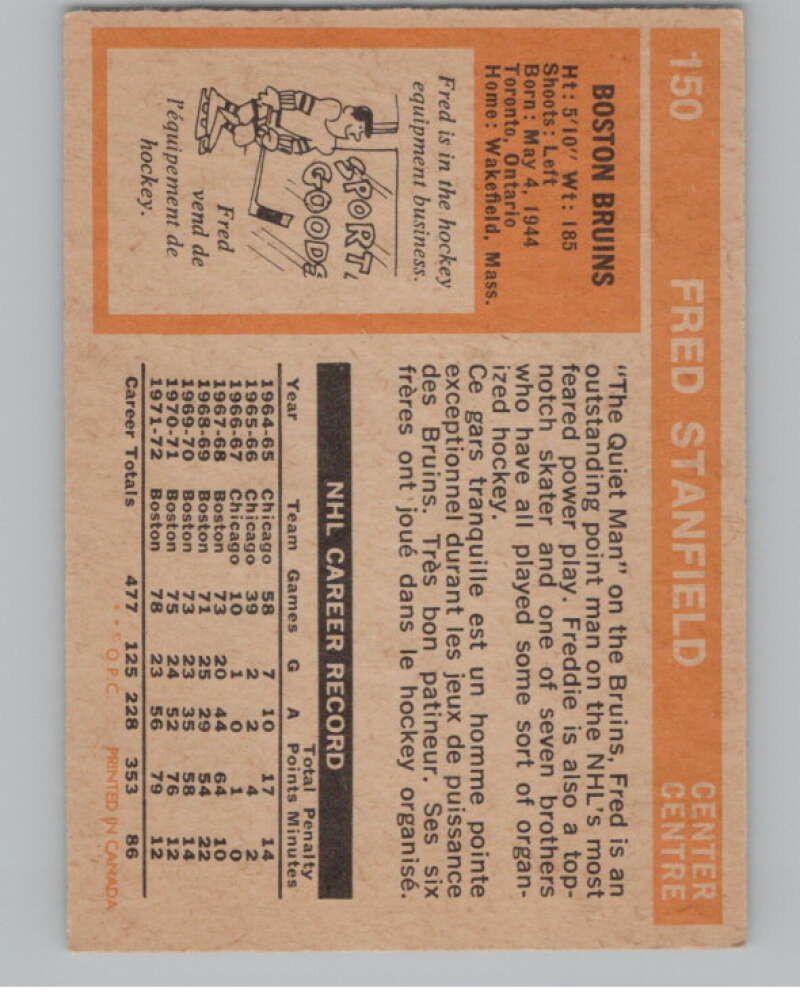 150 FRED STANFIELD CENTER
CENTRE
BOSTON BRUINS
Ht: 5'10" Wt: 185
Shoots: Left
Born: May 4, 1944
Toronto, Ontario
Home: Wakefield, Mass.
Fred is in the hockey
equipment business.
SPORT
GOODS
Fred
vend de
l'équipement de
hockey.
"The Quiet Man" on the Bruins, Fred is an
outstanding point man on the NHL's most
feared power play. Freddie is also a top-
notch skater and one of seven brothers
who have all played some sort of organ-
ized hockey.
Ce gars tranquille est un homme pointe
exceptionnel durant les jeux de puissance
des Bruins. Très bon patineur. Ses six
frères ont joué dans le hockey organisé.
NHL CAREER RECORD
Total Penalty
Year Team Games G A Points Minutes
1964-65 Chicago 58 7 10 17 14
1965-66 Chicago 39 2 2 4 2
1966-67 Chicago 10 1 0 1 0
1967-68 Boston 73 20 44 64 10
1968-69 Boston 71 25 29 54 22
1969-70 Boston 73 23 35 58 14
1970-71 Boston 75 24 52 76 12
1971-72 Boston 78 23 56 79 12
Career Totals 477 125 228 353 86
* * © O.P.C. PRINTED IN CANADA